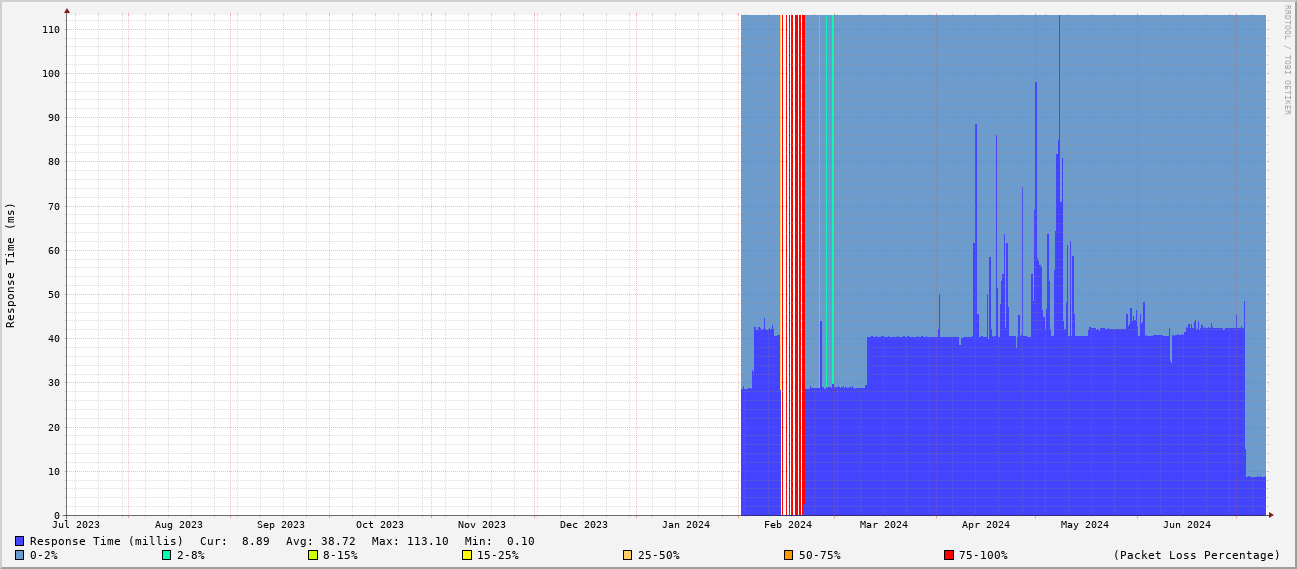 RRDTOOL / TOBI OETIKER
Response Time (ms)
110
100
90
80
70
60
50
40
30
20
10
0
Jul 2023 Aug 2023 Sep 2023 Oct 2023 Nov 2023 Dec 2023 Jan 2024 Feb 2024 Mar 2024 Apr 2024 May 2024 Jun 2024
Response Time (millis) Cur: 8.89 Avg: 38.72 Max: 113.10 Min: 0.10
0-2% 2-8% 8-15% 15-25% 25-50% 50-75% 75-100% (Packet Loss Percentage)